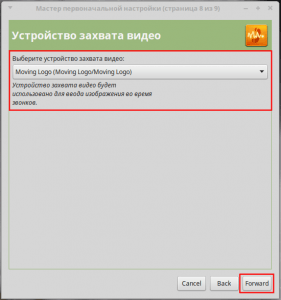 Мастер первоначальной настройки (страница 8 из 9)
Устройство захвата видео
Выберите устройство захвата видео:
Moving Logo (Moving Logo/Moving Logo)
Устройство захвата видео будет
использовано для ввода изображения во время
звонков.
Cancel
Back
Forward